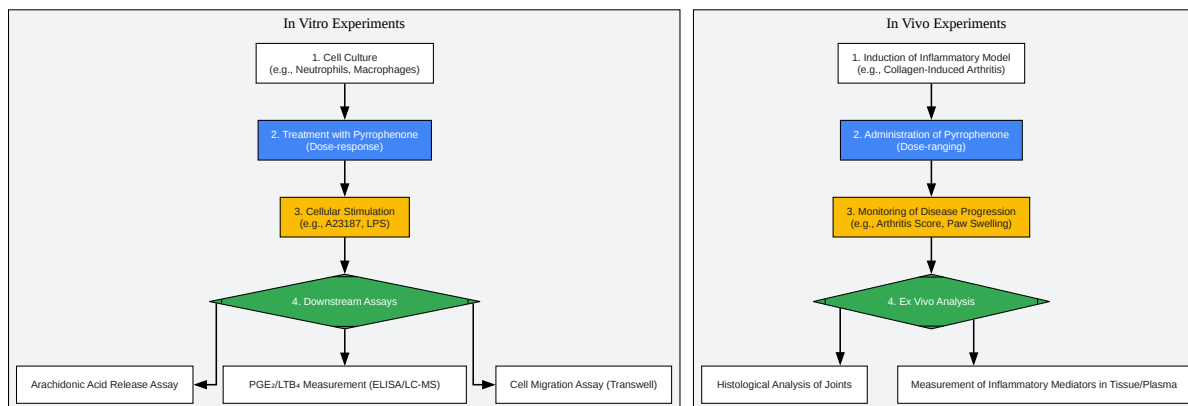 In Vitro Experiments
1. Cell Culture
(e.g., Neutrophils, Macrophages)
2. Treatment with Pyrrophenone
(Dose-response)
3. Cellular Stimulation
(e.g., A23187, LPS)
4. Downstream Assays
Arachidonic Acid Release Assay
PGE₂/LTB₄ Measurement (ELISA/LC-MS)
Cell Migration Assay (Transwell)
In Vivo Experiments
1. Induction of Inflammatory Model
(e.g., Collagen-Induced Arthritis)
2. Administration of Pyrrophenone
(Dose-ranging)
3. Monitoring of Disease Progression
(e.g., Arthritis Score, Paw Swelling)
4. Ex Vivo Analysis
Histological Analysis of Joints
Measurement of Inflammatory Mediators in Tissue/Plasma